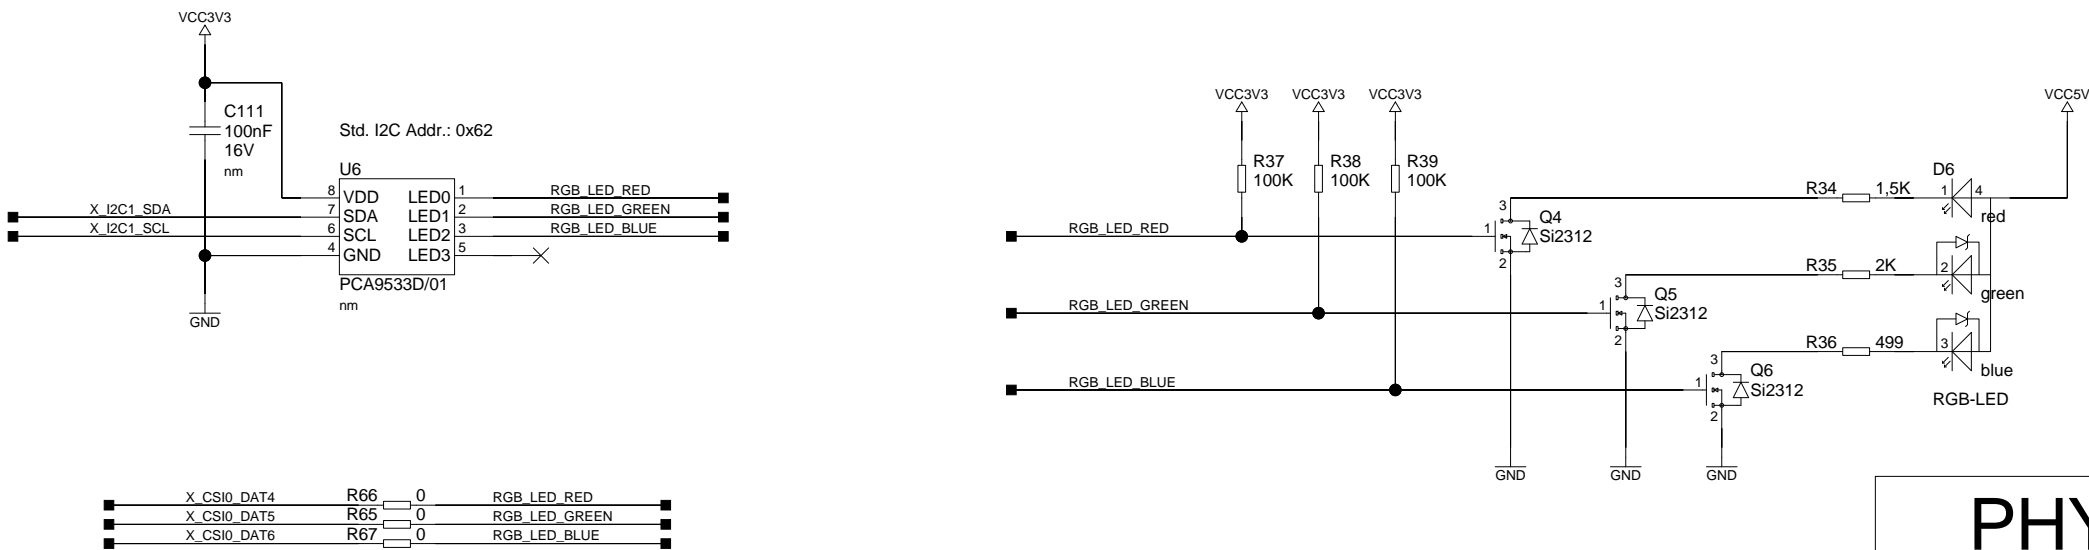 VCC3V3
C111
100nF
16V
nm
Std. I2C Addr.: 0x62
U6
8 VDD LED0 1 RGB_LED_RED
X_I2C1_SDA 7 SDA LED1 2 RGB_LED_GREEN
X_I2C1_SCL 6 SCL LED2 3 RGB_LED_BLUE
4 GND LED3 5
PCA9533D/01
nm
GND
X_CSI0_DAT4 R66 0 RGB_LED_RED
X_CSI0_DAT5 R65 0 RGB_LED_GREEN
X_CSI0_DAT6 R67 0 RGB_LED_BLUE
VCC3V3 VCC3V3 VCC3V3 VCC5V
R37 R38 R39
100K 100K 100K
D6
R34 1,5K 1 4
red
RGB_LED_RED 1 3 Q4
Si2312
2
R35 2K 2
green
RGB_LED_GREEN 1 3 Q5
Si2312
2
R36 499 3
blue
RGB_LED_BLUE 1 3 Q6
Si2312
2
RGB-LED
GND GND GND
PHY